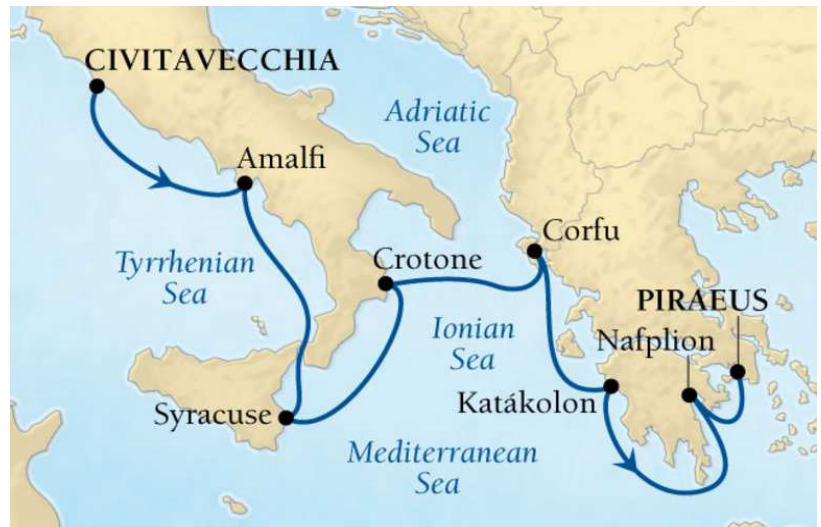 CIVITAVECCHIA
Adriatic
Sea
Amalfi
Corfu
Tyrrhenian
Sea
Crotone
PIRAEUS
Ionian
Sea
Nafplion
Katákolon
Syracuse
Mediterranean
Sea